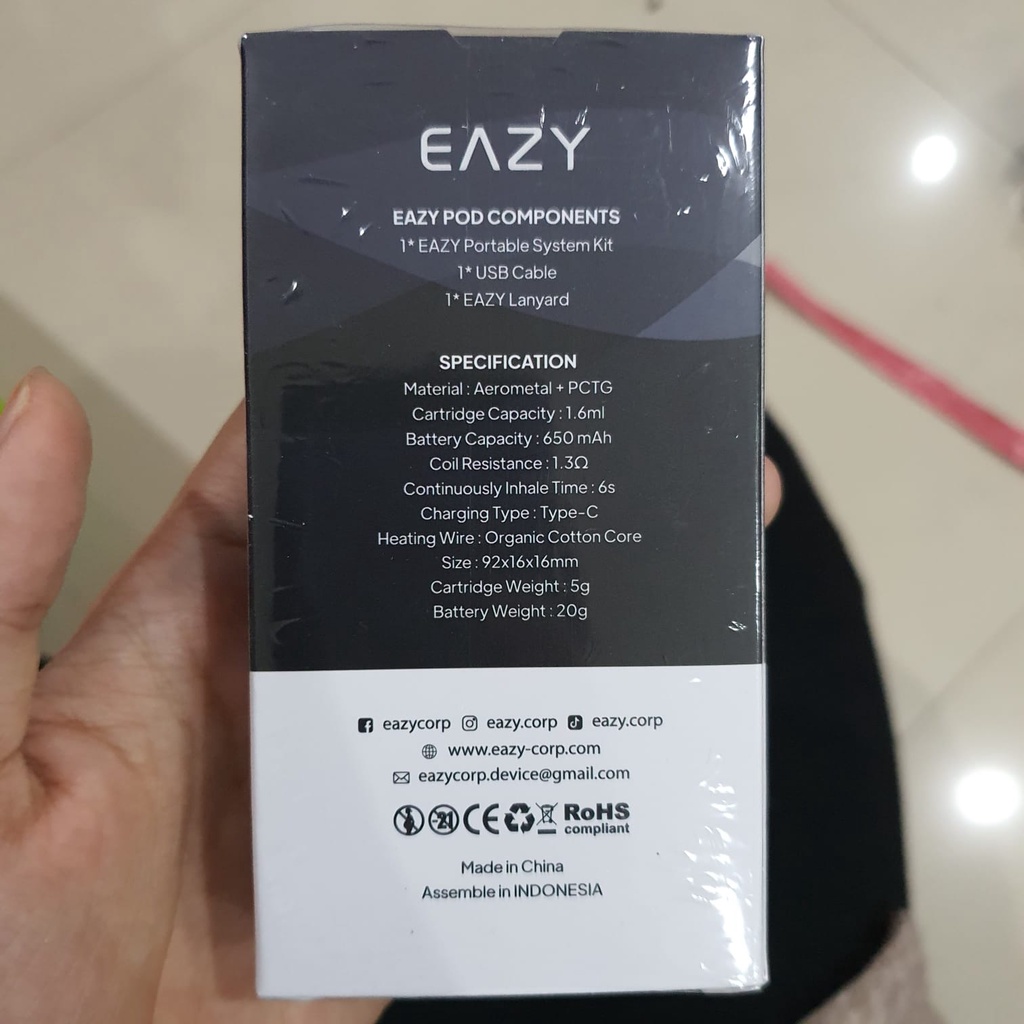 EAZY
EAZY POD COMPONENTS
1* EAZY Portable System Kit
1* USB Cable
1* EAZY Lanyard
SPECIFICATION
Material : Aerometal + PCTG
Cartridge Capacity : 1.6ml
Battery Capacity : 650 mAh
Coil Resistance : 1.3Ω
Continuously Inhale Time : 6s
Charging Type : Type-C
Heating Wire : Organic Cotton Core
Size : 92x16x16mm
Cartridge Weight : 5g
Battery Weight : 20g
eazycorp eazy.corp eazy.corp
www.eazy-corp.com
eazycorp.device@gmail.com
-21 CE RoHS
compliant
Made in China
Assemble in INDONESIA